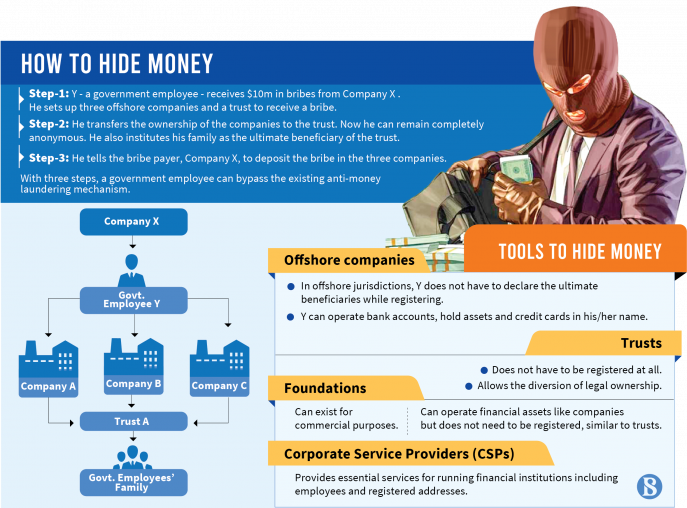 HOW TO HIDE MONEY
Step-1: Y - a government employee - receives $10m in bribes from Company X .
He sets up three offshore companies and a trust to receive a bribe.
Step-2: He transfers the ownership of the companies to the trust. Now he can remain completely
anonymous. He also institutes his family as the ultimate beneficiary of the trust.
Step-3: He tells the bribe payer, Company X, to deposit the bribe in the three companies.
With three steps, a government employee can bypass the existing anti-money
laundering mechanism.
Company X
Govt.
Employee Y
Company A
Company B
Company C
Trust A
Govt. Employees’
Family
TOOLS TO HIDE MONEY
Offshore companies
In offshore jurisdictions, Y does not have to declare the ultimate
beneficiaries while registering.
Y can operate bank accounts, hold assets and credit cards in his/her name.
Trusts
Does not have to be registered at all.
Allows the diversion of legal ownership.
Foundations
Can exist for
commercial purposes.
Can operate financial assets like companies
but does not need to be registered, similar to trusts.
Corporate Service Providers (CSPs)
Provides essential services for running financial institutions including
employees and registered addresses.
B